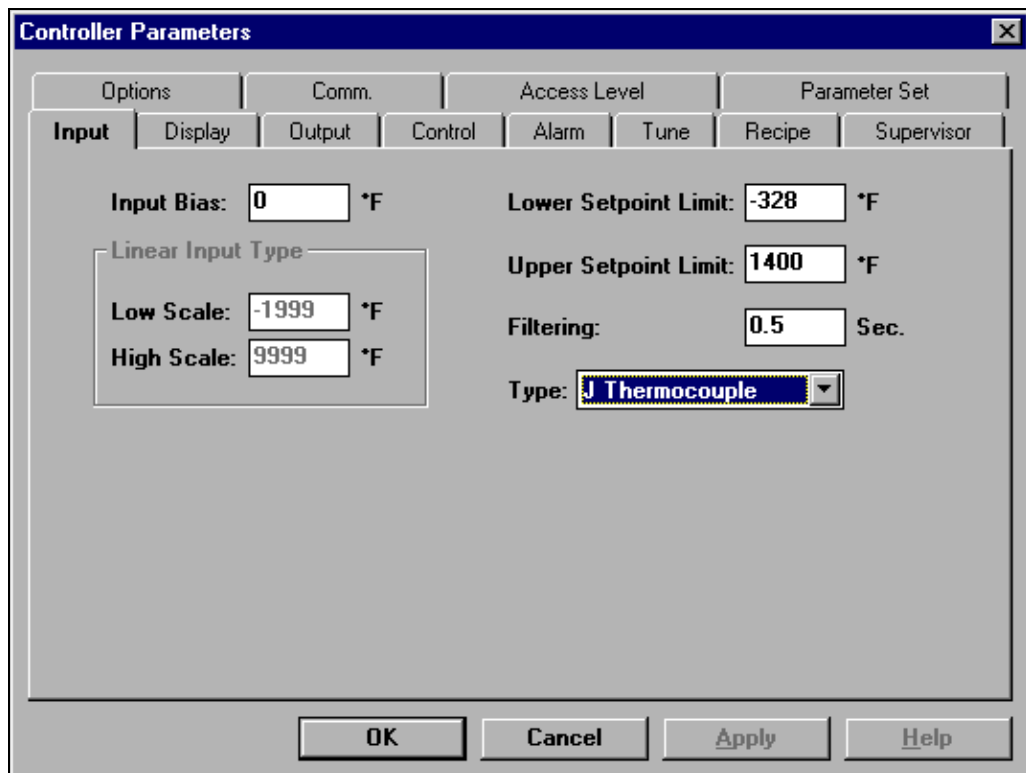 Controller Parameters
Options Comm. Access Level Parameter Set
Input Display Output Control Alarm Tune Recipe Supervisor
Input Bias: 0 °F Lower Setpoint Limit: -328 °F
Linear Input Type
Upper Setpoint Limit: 1400 °F
Low Scale: -1999 °F Filtering: 0.5 Sec.
High Scale: 9999 °F
Type: J Thermocouple
OK Cancel Apply Help